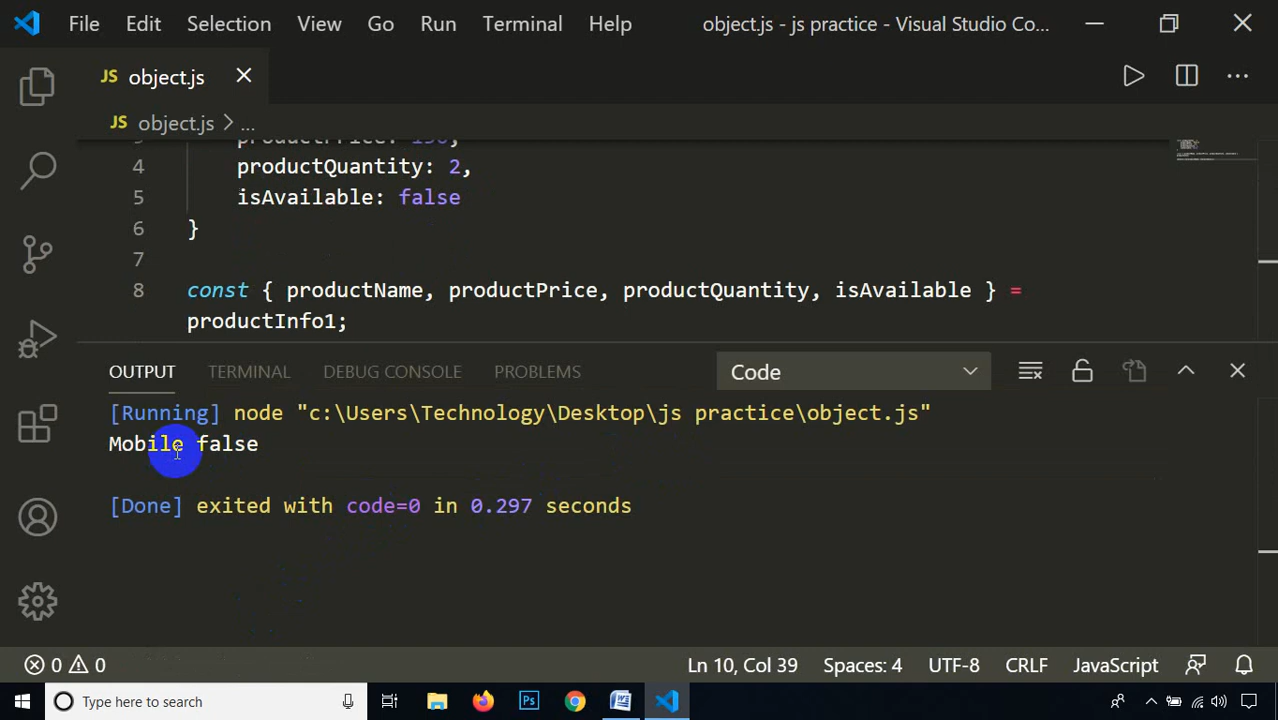 File Edit Selection View Go Run Terminal Help object.js - js practice - Visual Studio Co...
JS object.js
JS object.js > ...
4 productQuantity: 2,
5 isAvailable: false
6 }
7
8 const { productName, productPrice, productQuantity, isAvailable } =
productInfo1;
OUTPUT TERMINAL DEBUG CONSOLE PROBLEMS Code
[Running] node "c:\Users\Technology\Desktop\js practice\object.js"
Mobile false
[Done] exited with code=0 in 0.297 seconds
0 0 Ln 10, Col 39 Spaces: 4 UTF-8 CRLF JavaScript
Type here to search Ps